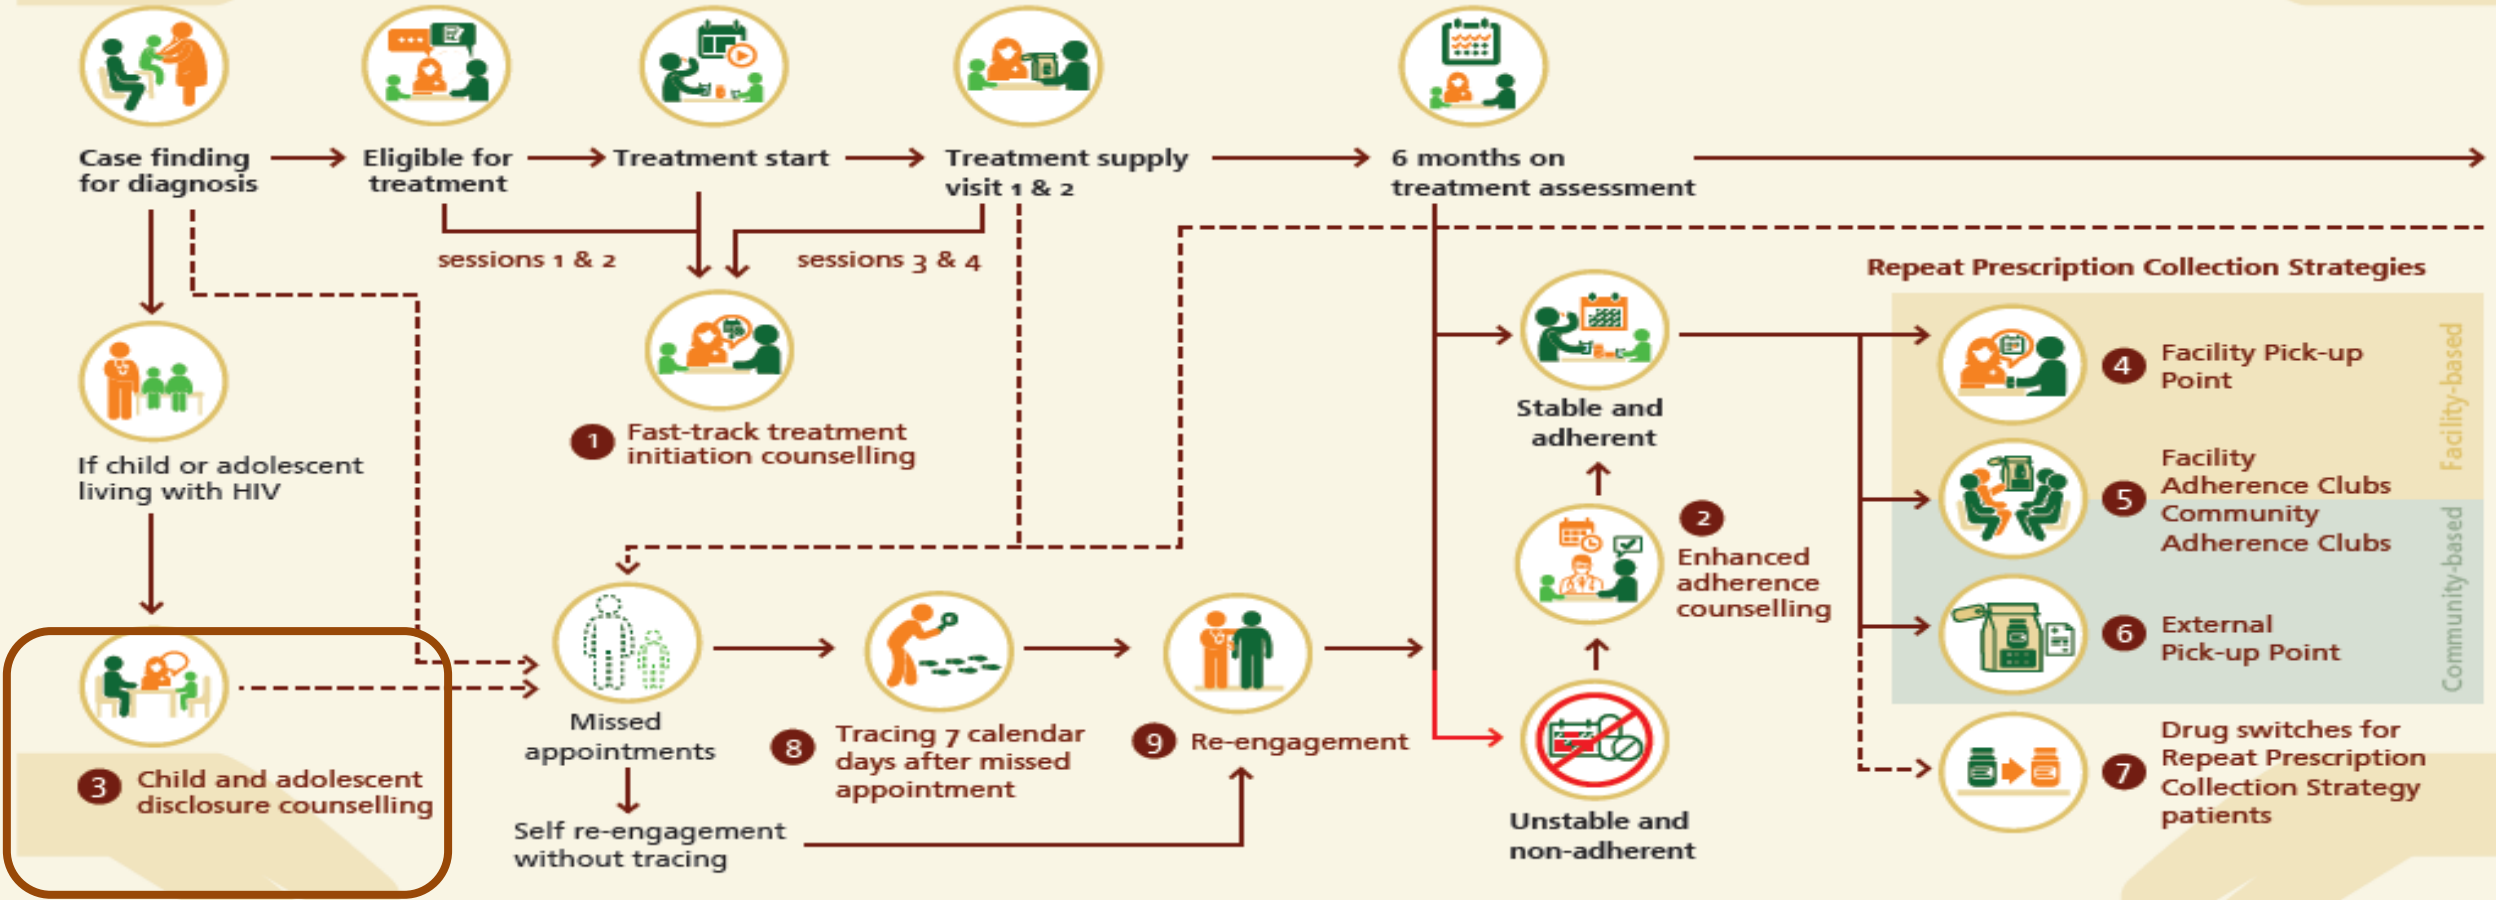 Case finding
for diagnosis
Eligible for
treatment
Treatment start
Treatment supply
visit 1 & 2
6 months on
treatment assessment
sessions 1 & 2
sessions 3 & 4
Repeat Prescription Collection Strategies
1
Fast-track treatment
initiation counselling
If child or adolescent
living with HIV
3
Child and adolescent
disclosure counselling
Missed
appointments
Self re-engagement
without tracing
8
Tracing 7 calendar
days after missed
appointment
9
Re-engagement
Stable and
adherent
2
Enhanced
adherence
counselling
Unstable and
non-adherent
Facility-based
4
Facility Pick-up
Point
5
Facility
Adherence Clubs
Community
Adherence Clubs
Community-based
6
External
Pick-up Point
7
Drug switches for
Repeat Prescription
Collection Strategy
patients